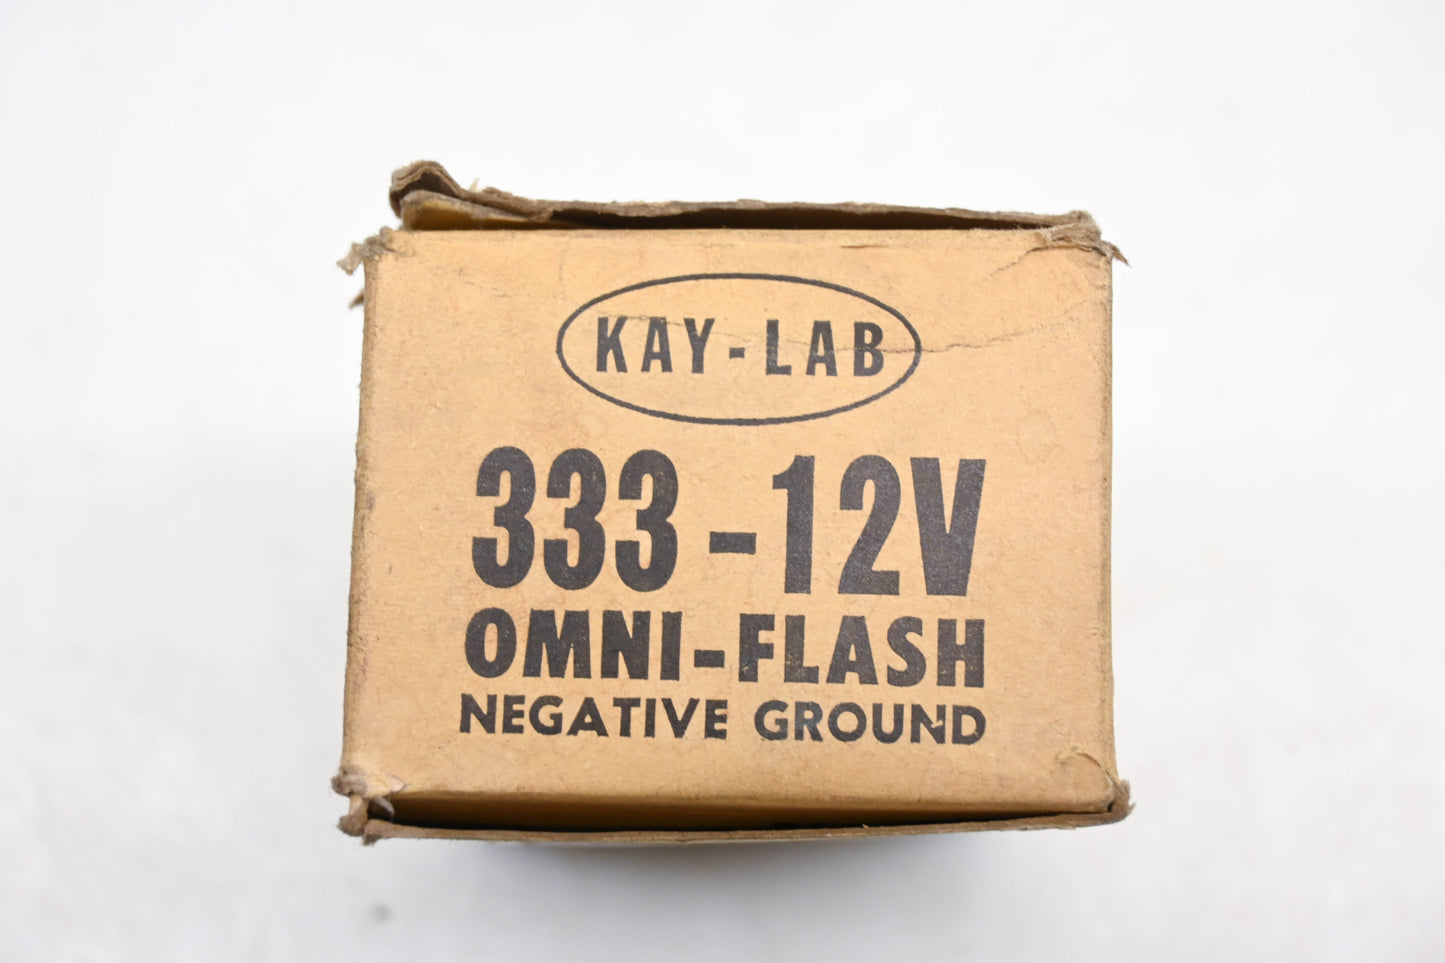 KAY-LAB
333-12V
OMNI-FLASH
NEGATIVE GROUND